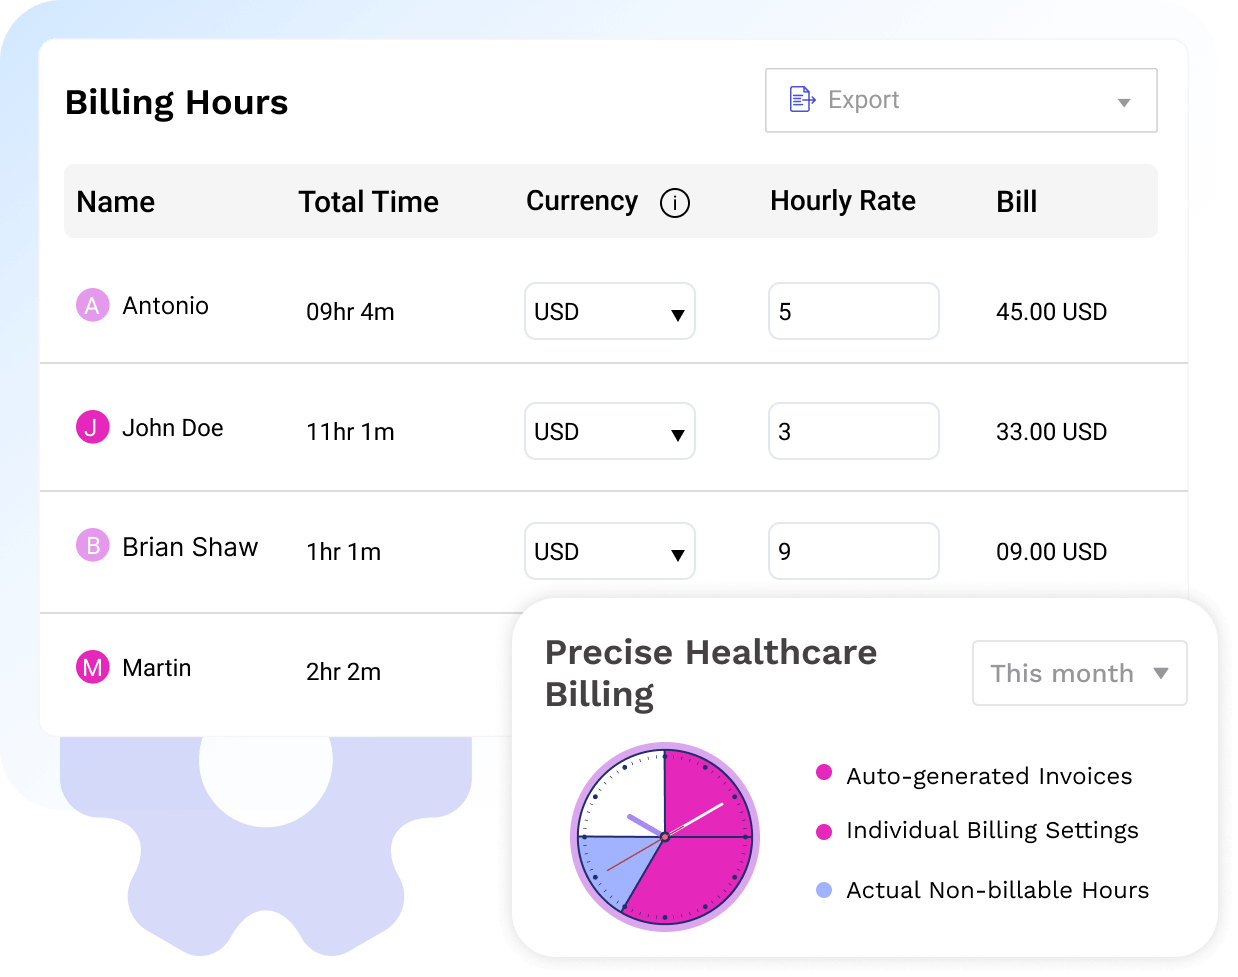 Billing Hours
Export
Name Total Time Currency i Hourly Rate Bill
A Antonio 09hr 4m USD 5 45.00 USD
J John Doe 11hr 1m USD 3 33.00 USD
B Brian Shaw 1hr 1m USD 9 09.00 USD
M Martin 2hr 2m
Precise Healthcare
Billing
This month
Auto-generated Invoices
Individual Billing Settings
Actual Non-billable Hours